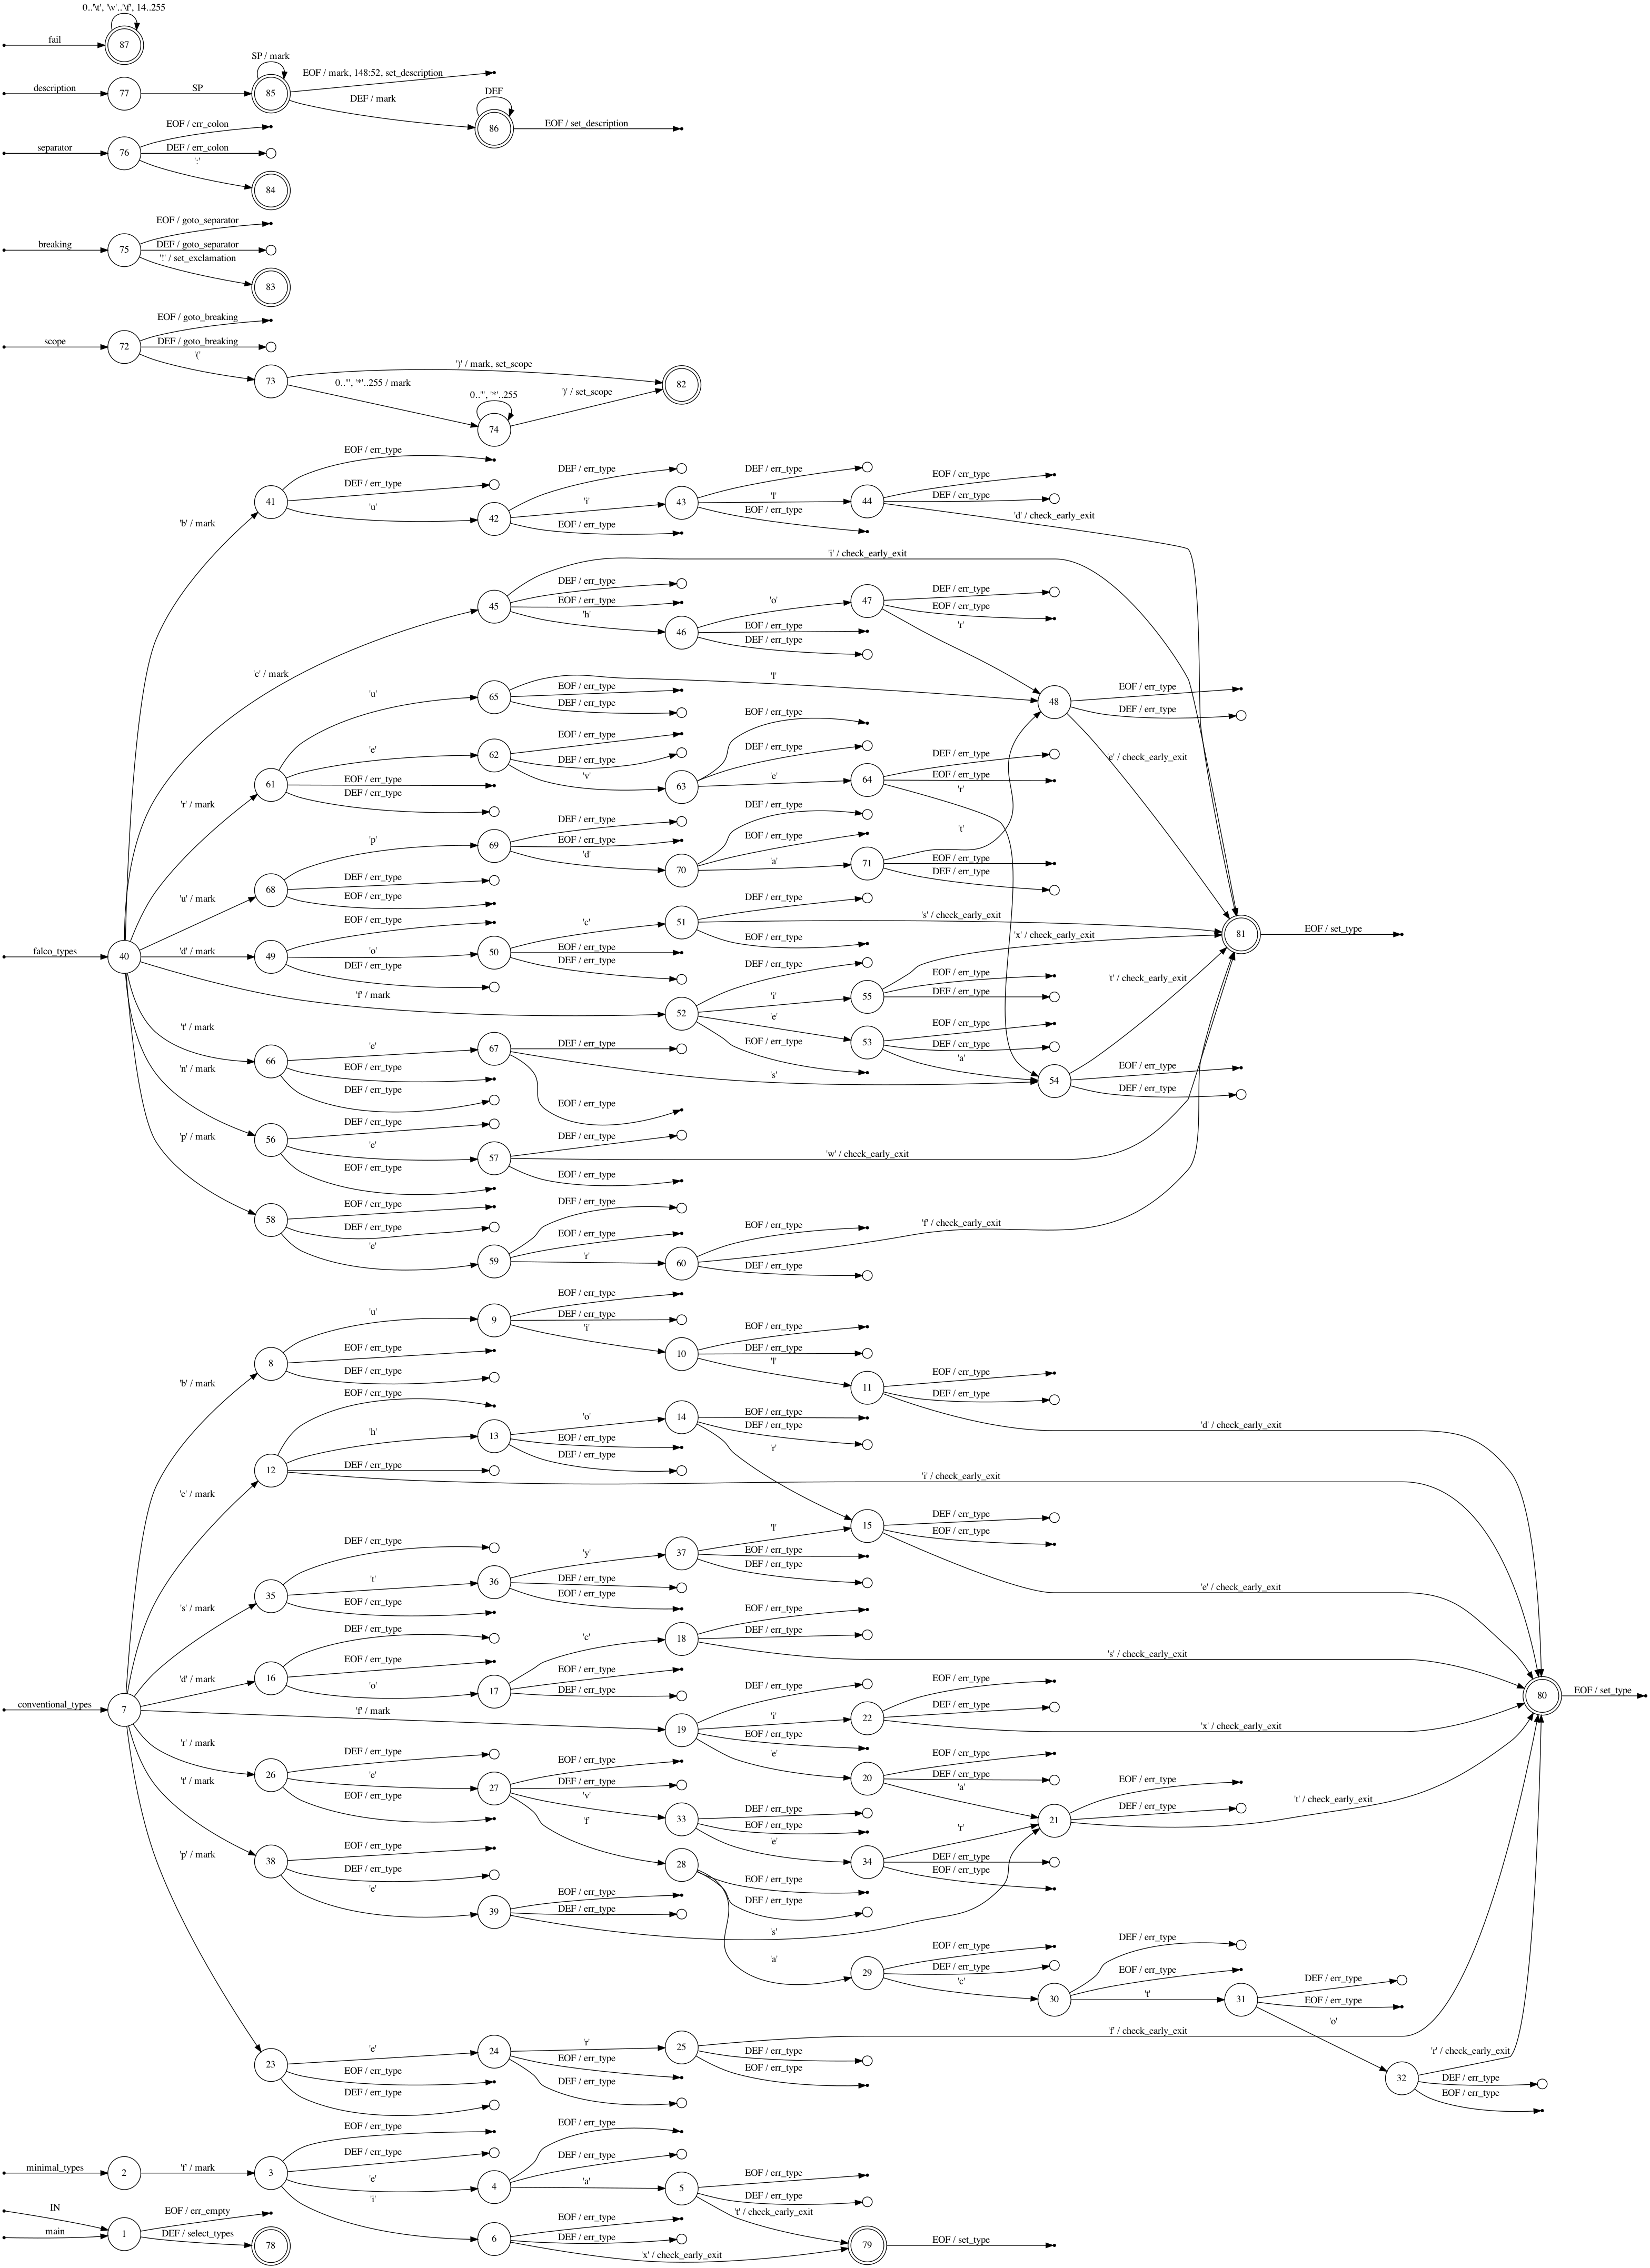 0..'\t', '\v'..'\f', 14..255
fail
87
SP / mark
description
77
SP
85
EOF / mark, 148:52, set_description
DEF / mark
DEF
86
EOF / set_description
separator
76
EOF / err_colon
DEF / err_colon
':'
84
breaking
75
EOF / goto_separator
DEF / goto_separator
'!' / set_exclamation
83
scope
72
EOF / goto_breaking
DEF / goto_breaking
'('
73
')' / mark, set_scope
0..''', '*'..255 / mark
0..''', '*'..255
74
')' / set_scope
82
falco_types
40
'b' / mark
41
EOF / err_type
DEF / err_type
'u'
42
DEF / err_type
'i'
EOF / err_type
43
DEF / err_type
'l'
EOF / err_type
44
EOF / err_type
DEF / err_type
'd' / check_early_exit
'c' / mark
45
'i' / check_early_exit
DEF / err_type
EOF / err_type
'h'
46
'o'
EOF / err_type
DEF / err_type
47
DEF / err_type
EOF / err_type
'r'
48
EOF / err_type
DEF / err_type
'e' / check_early_exit
'r' / mark
61
'u'
'e'
EOF / err_type
DEF / err_type
65
'l'
EOF / err_type
DEF / err_type
62
EOF / err_type
DEF / err_type
'v'
63
EOF / err_type
DEF / err_type
'e'
64
DEF / err_type
EOF / err_type
'r'
'u' / mark
68
'p'
DEF / err_type
EOF / err_type
69
DEF / err_type
EOF / err_type
'd'
70
DEF / err_type
EOF / err_type
'a'
71
't'
EOF / err_type
DEF / err_type
'd' / mark
49
EOF / err_type
'o'
DEF / err_type
50
'c'
EOF / err_type
DEF / err_type
51
DEF / err_type
's' / check_early_exit
EOF / err_type
'f' / mark
52
DEF / err_type
'i'
'e'
EOF / err_type
55
'x' / check_early_exit
EOF / err_type
DEF / err_type
53
EOF / err_type
DEF / err_type
'a'
54
't' / check_early_exit
EOF / err_type
DEF / err_type
81
EOF / set_type
't' / mark
66
'e'
EOF / err_type
DEF / err_type
67
DEF / err_type
's'
EOF / err_type
'n' / mark
56
DEF / err_type
'e'
EOF / err_type
57
DEF / err_type
'w' / check_early_exit
EOF / err_type
'p' / mark
58
EOF / err_type
DEF / err_type
'e'
59
DEF / err_type
EOF / err_type
'r'
60
EOF / err_type
'f' / check_early_exit
DEF / err_type
conventional_types
7
'b' / mark
8
'u'
EOF / err_type
DEF / err_type
9
EOF / err_type
DEF / err_type
'i'
10
EOF / err_type
DEF / err_type
'l'
11
EOF / err_type
DEF / err_type
'd' / check_early_exit
'c' / mark
12
EOF / err_type
'h'
DEF / err_type
'i' / check_early_exit
13
'o'
EOF / err_type
DEF / err_type
14
EOF / err_type
DEF / err_type
'r'
15
DEF / err_type
EOF / err_type
'e' / check_early_exit
's' / mark
35
DEF / err_type
't'
EOF / err_type
36
'y'
DEF / err_type
EOF / err_type
37
'l'
EOF / err_type
DEF / err_type
'd' / mark
16
DEF / err_type
EOF / err_type
'o'
17
'c'
EOF / err_type
DEF / err_type
18
EOF / err_type
DEF / err_type
's' / check_early_exit
'f' / mark
19
DEF / err_type
'i'
EOF / err_type
'e'
22
EOF / err_type
DEF / err_type
'x' / check_early_exit
20
EOF / err_type
DEF / err_type
'a'
21
EOF / err_type
DEF / err_type
't' / check_early_exit
80
EOF / set_type
'r' / mark
26
DEF / err_type
'e'
EOF / err_type
27
EOF / err_type
DEF / err_type
'v'
'f'
33
DEF / err_type
EOF / err_type
'e'
34
'r'
DEF / err_type
EOF / err_type
28
EOF / err_type
DEF / err_type
'a'
29
EOF / err_type
DEF / err_type
'c'
30
DEF / err_type
EOF / err_type
't'
31
DEF / err_type
EOF / err_type
'o'
32
'r' / check_early_exit
DEF / err_type
EOF / err_type
't' / mark
38
EOF / err_type
DEF / err_type
'e'
39
EOF / err_type
DEF / err_type
's'
'p' / mark
23
'e'
EOF / err_type
DEF / err_type
24
'r'
EOF / err_type
DEF / err_type
25
'f' / check_early_exit
DEF / err_type
EOF / err_type
minimal_types
2
'f' / mark
3
EOF / err_type
DEF / err_type
'e'
'i'
4
EOF / err_type
DEF / err_type
'a'
5
EOF / err_type
DEF / err_type
't' / check_early_exit
6
EOF / err_type
DEF / err_type
'x' / check_early_exit
79
EOF / set_type
IN
main
1
EOF / err_empty
DEF / select_types
78